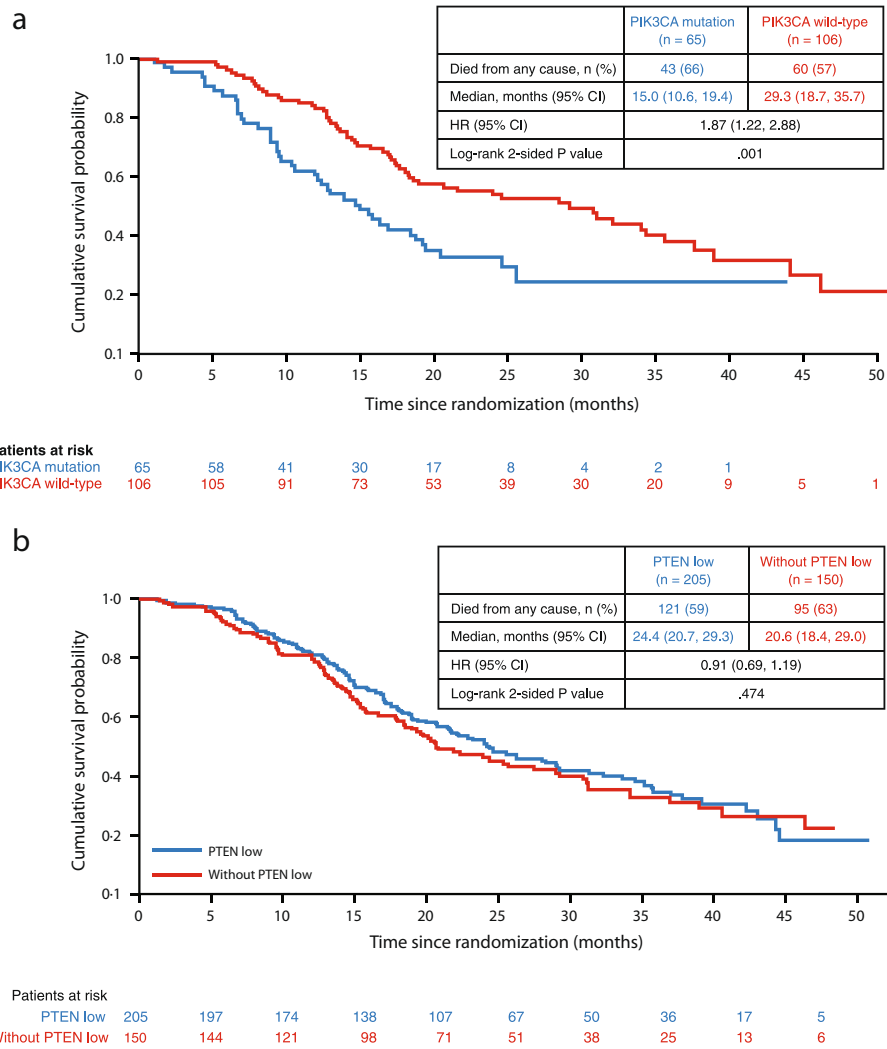 a
PIK3CA mutation (n = 65) PIK3CA wild-type (n = 106)
Died from any cause, n (%) 43 (66) 60 (57)
Median, months (95% CI) 15.0 (10.6, 19.4) 29.3 (18.7, 35.7)
HR (95% CI) 1.87 (1.22, 2.88)
Log-rank 2-sided P value .001
Cumulative survival probability
1.0
0.8
0.6
0.4
0.2
0.1
0 5 10 15 20 25 30 35 40 45 50
Time since randomization (months)
atients at risk
IK3CA mutation 65 58 41 30 17 8 4 2 1
IK3CA wild-type 106 105 91 73 53 39 30 20 9 5 1
b
PTEN low (n = 205) Without PTEN low (n = 150)
Died from any cause, n (%) 121 (59) 95 (63)
Median, months (95% CI) 24.4 (20.7, 29.3) 20.6 (18.4, 29.0)
HR (95% CI) 0.91 (0.69, 1.19)
Log-rank 2-sided P value .474
Cumulative survival probability
1·0
0·8
0·6
0·4
0·2
0·1
PTEN low
Without PTEN low
0 5 10 15 20 25 30 35 40 45 50
Time since randomization (months)
Patients at risk
PTEN low 205 197 174 138 107 67 50 36 17 5
Without PTEN low 150 144 121 98 71 51 38 25 13 6